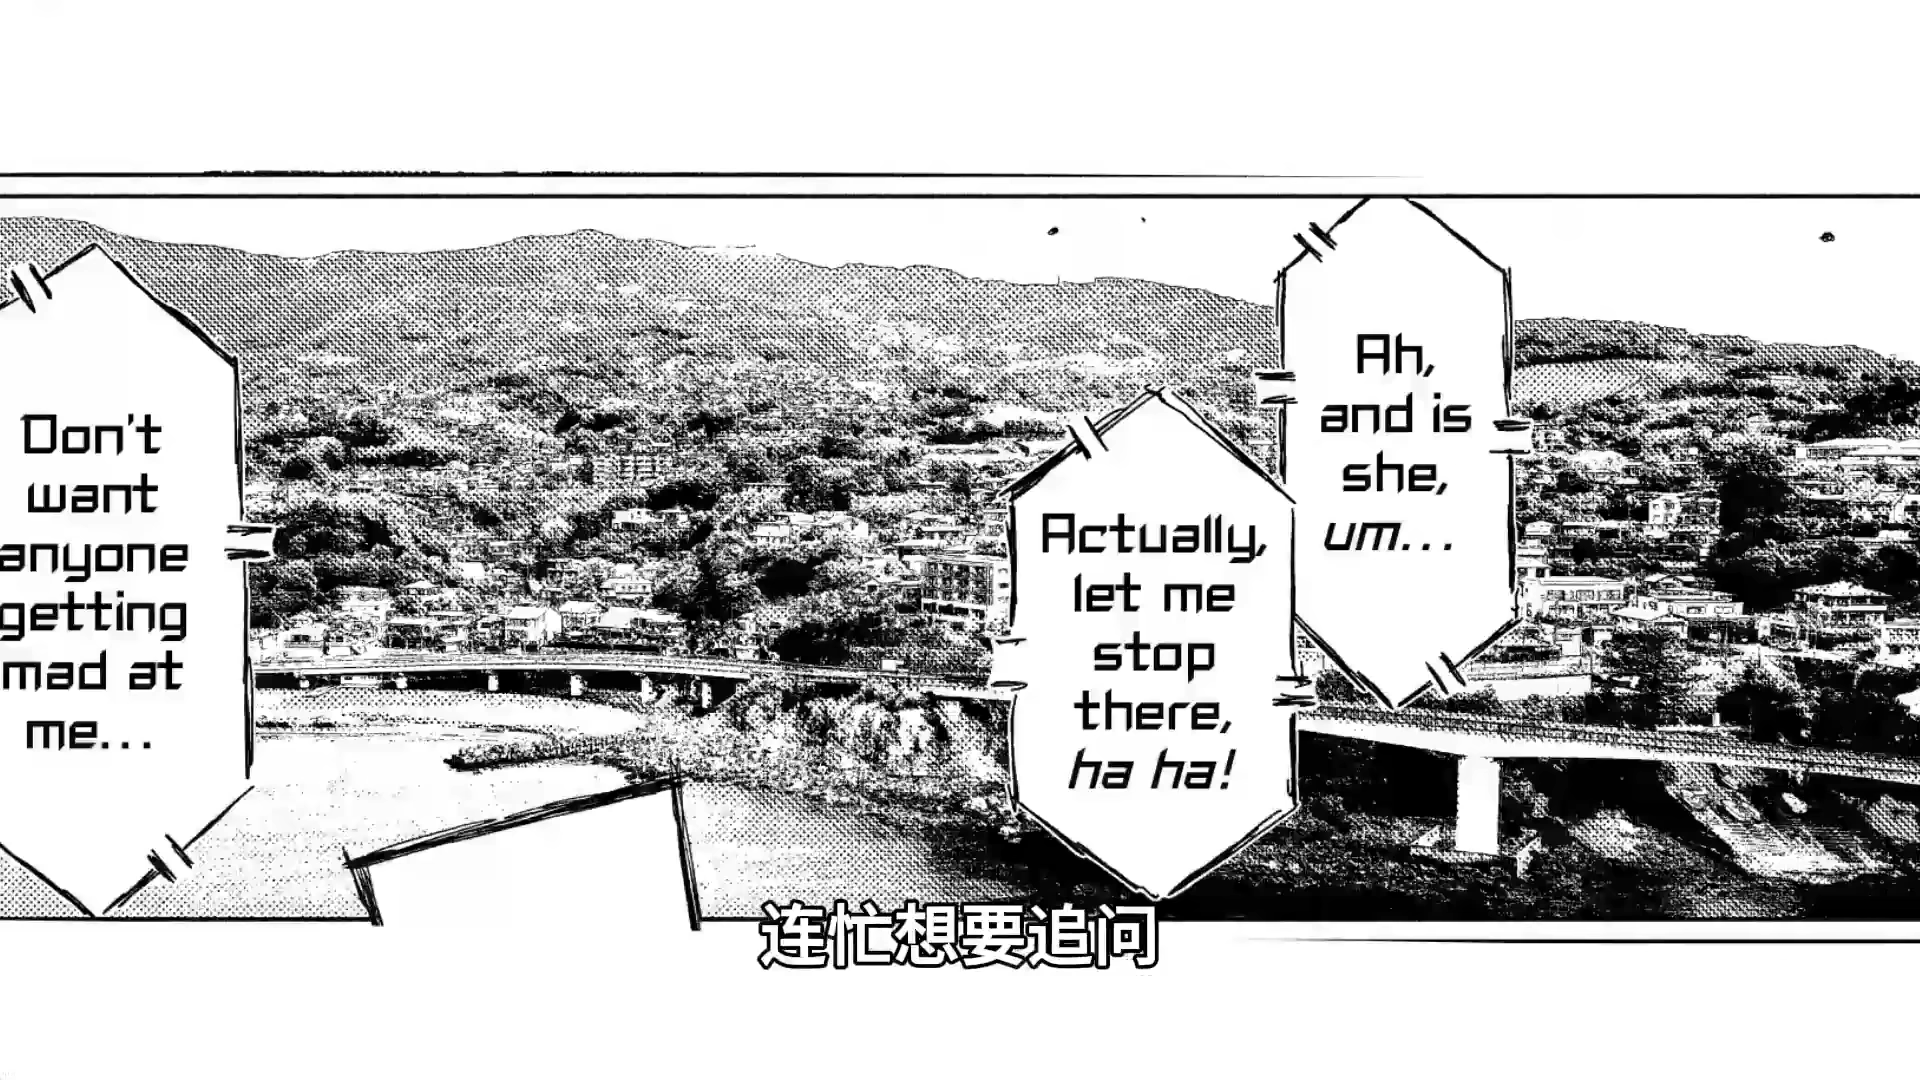 Ah,
and is
she,
um...
Actually,
let me
stop
there,
ha ha!
Don't
want
anyone
getting
mad at
me...
连忙想要追问